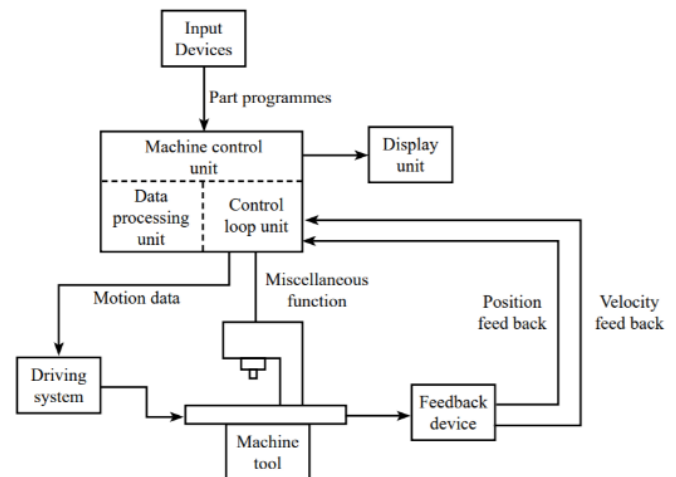 Input
Devices
Part programmes
Machine control
unit
Display
unit
Data
processing
unit
Control
loop unit
Motion data
Miscellaneous
function
Position
feed back
Velocity
feed back
Driving
system
Feedback
device
Machine
tool